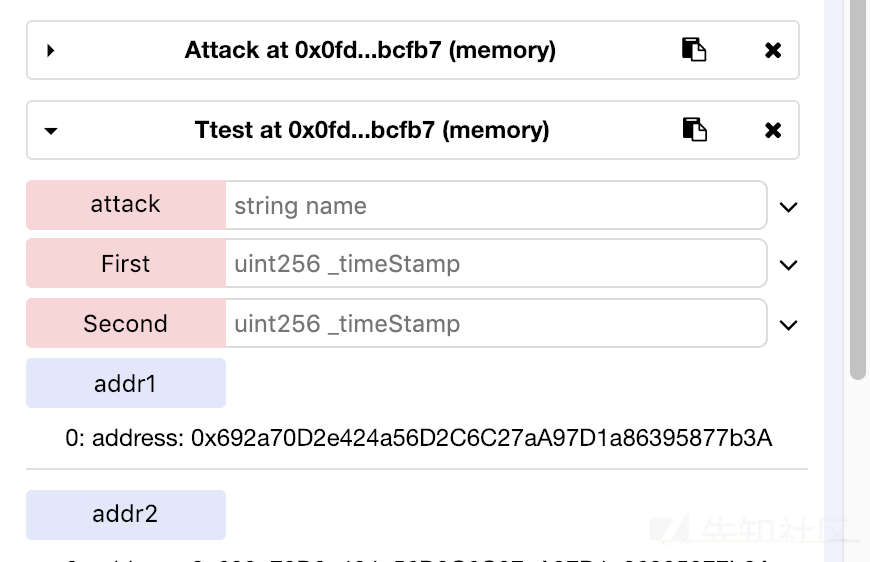 Attack at 0x0fd...bcfb7 (memory)
Ttest at 0x0fd...bcfb7 (memory)
attack string name
First uint256 _timeStamp
Second uint256 _timeStamp
addr1
0: address: 0x692a70D2e424a56D2C6C27aA97D1a86395877b3A
addr2
先知社区